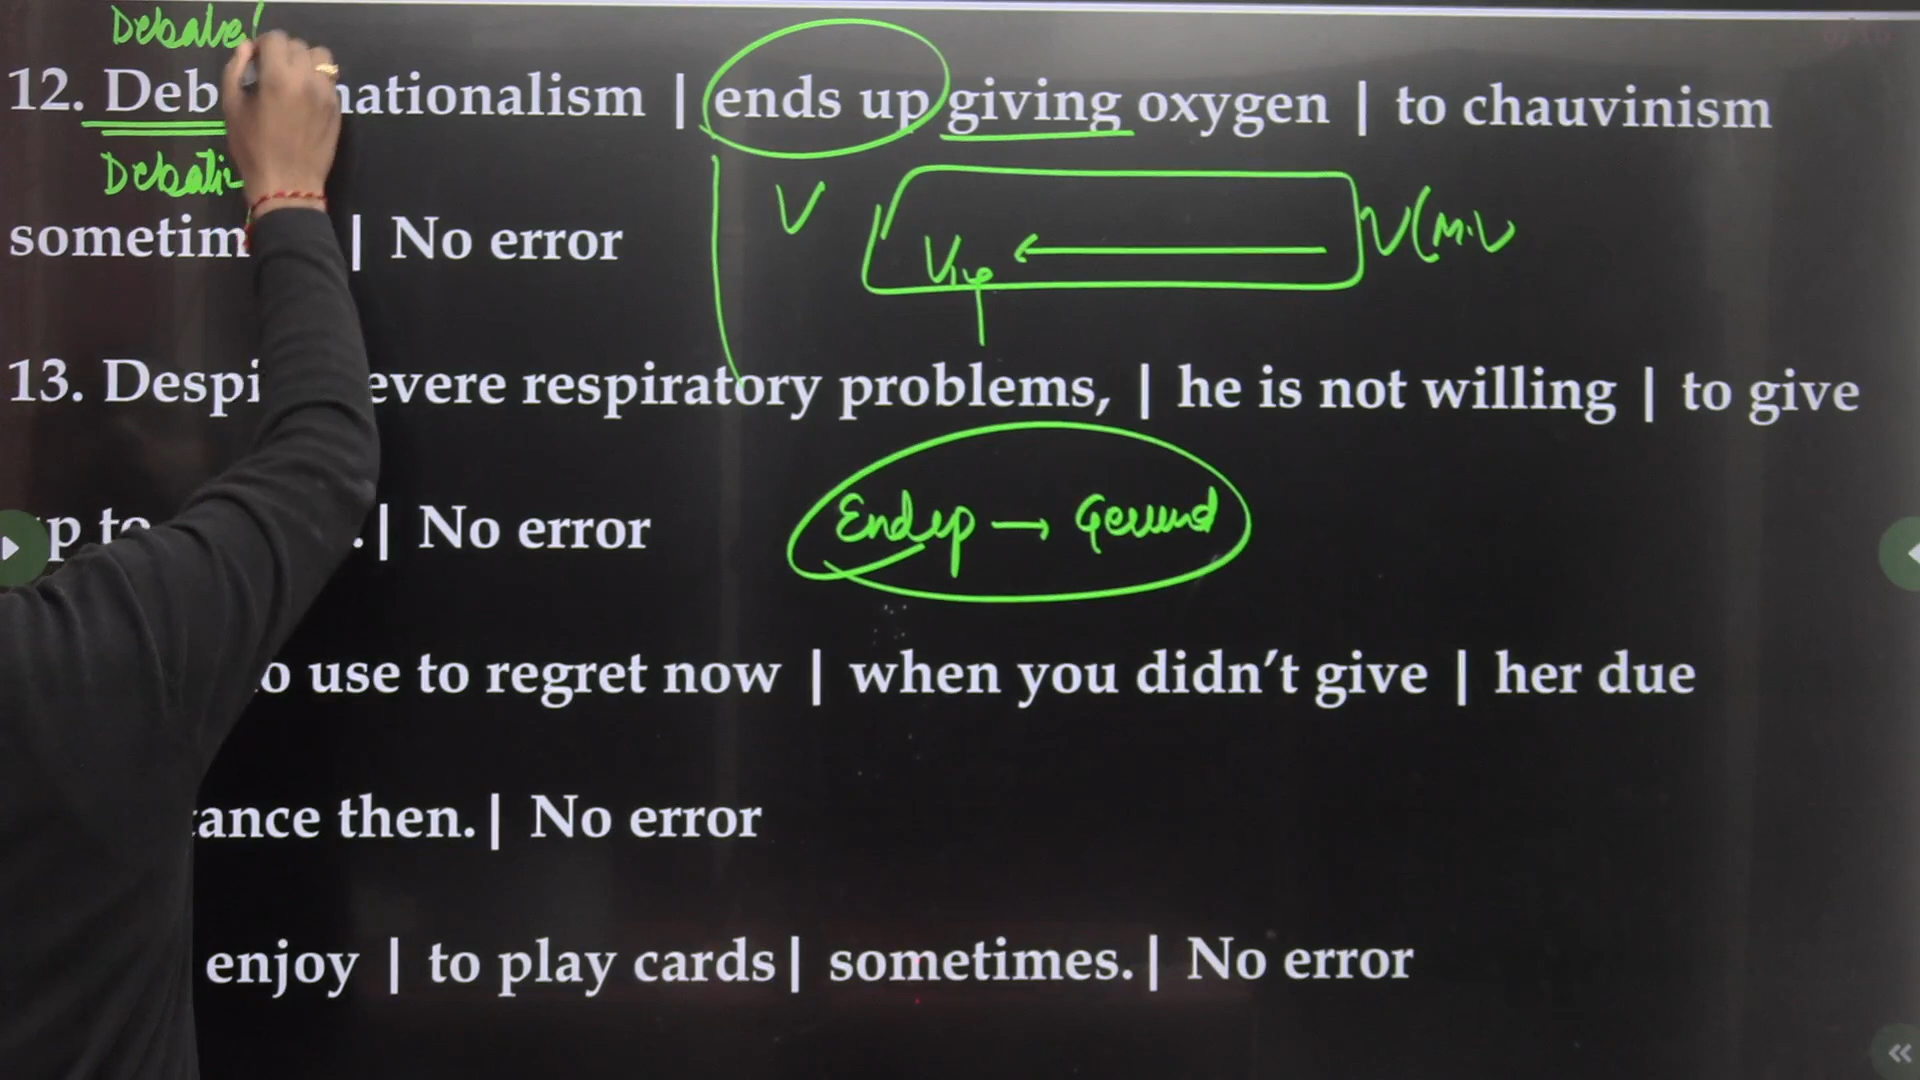 Debate/
12. Deb nationalism | ends up giving oxygen | to chauvinism
Debatin
V
V(M.V
Ving
sometim | No error
13. Despi evere respiratory problems, | he is not willing | to give
p to .| No error
End up → Gerund
o use to regret now | when you didn’t give | her due
tance then.| No error
enjoy | to play cards| sometimes.| No error